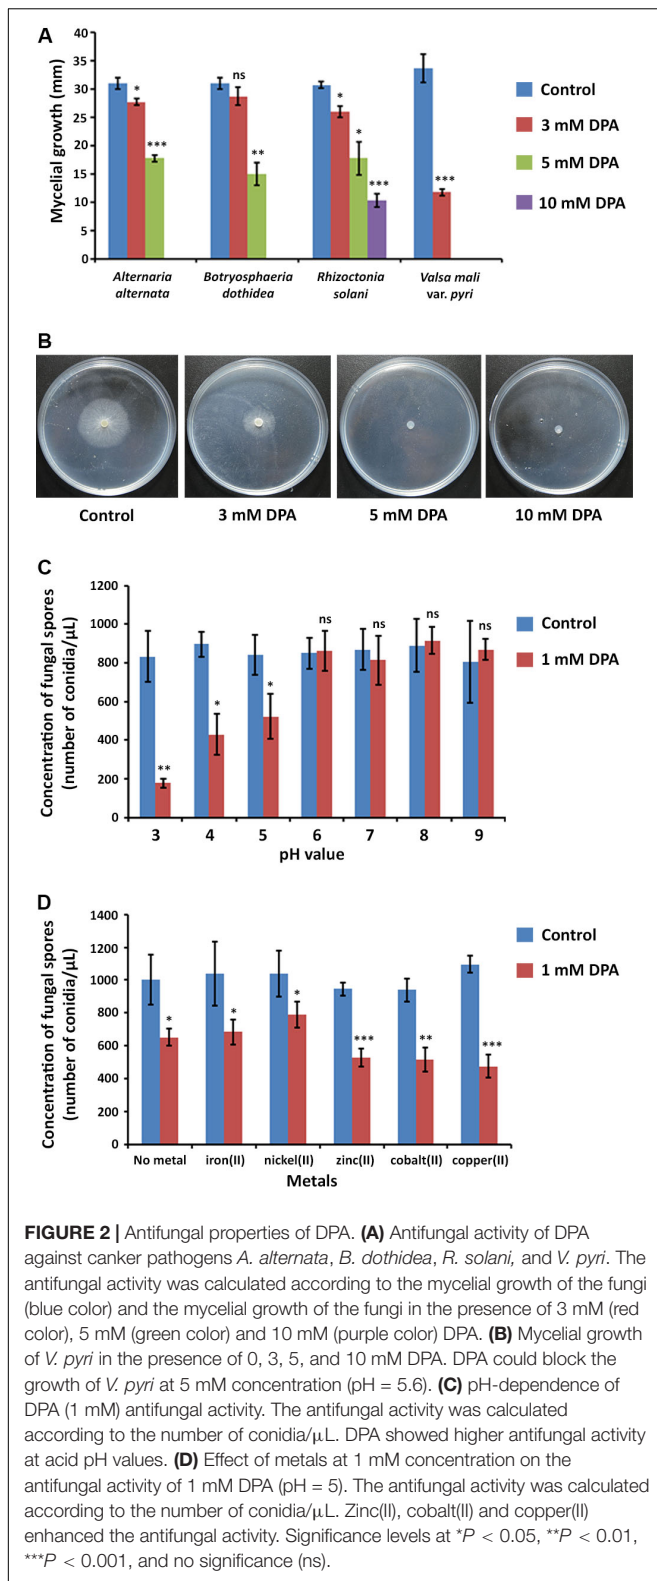 A
Mycelial growth (mm)
40
35
30
25
20
15
10
5
0
*
***
ns
**
*
*
***
***
Alternaria alternata
Botryosphaeria dothidea
Rhizoctonia solani
Valsa mali var. pyri
Control
3 mM DPA
5 mM DPA
10 mM DPA
B
Control
3 mM DPA
5 mM DPA
10 mM DPA
C
Concentration of fungal spores
(number of conidia/µL)
1200
1000
800
600
400
200
0
**
*
*
ns
ns
ns
ns
3 4 5 6 7 8 9
pH value
Control
1 mM DPA
D
Concentration of fungal spores
(number of conidia/µL)
1400
1200
1000
800
600
400
200
0
*
*
*
***
**
***
No metal iron(II) nickel(II) zinc(II) cobalt(II) copper(II)
Metals
Control
1 mM DPA
FIGURE 2 | Antifungal properties of DPA. (A) Antifungal activity of DPA
against canker pathogens A. alternata, B. dothidea, R. solani, and V. pyri. The
antifungal activity was calculated according to the mycelial growth of the fungi
(blue color) and the mycelial growth of the fungi in the presence of 3 mM (red
color), 5 mM (green color) and 10 mM (purple color) DPA. (B) Mycelial growth
of V. pyri in the presence of 0, 3, 5, and 10 mM DPA. DPA could block the
growth of V. pyri at 5 mM concentration (pH = 5.6). (C) pH-dependence of
DPA (1 mM) antifungal activity. The antifungal activity was calculated
according to the number of conidia/µL. DPA showed higher antifungal activity
at acid pH values. (D) Effect of metals at 1 mM concentration on the
antifungal activity of 1 mM DPA (pH = 5). The antifungal activity was calculated
according to the number of conidia/µL. Zinc(II), cobalt(II) and copper(II)
enhanced the antifungal activity. Significance levels at *P < 0.05, **P < 0.01,
***P < 0.001, and no significance (ns).